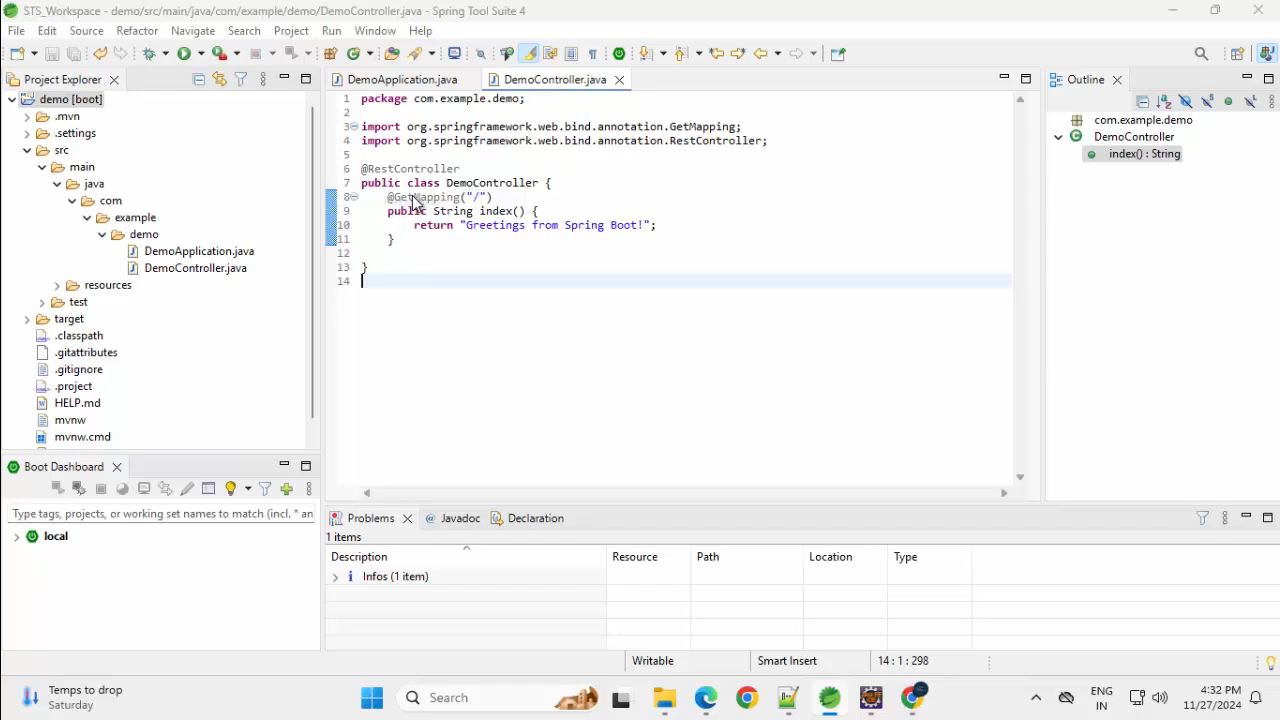 STS_Workspace - demo/src/main/java/com/example/demo/DemoController.java - Spring Tool Suite 4
File Edit Source Refactor Navigate Search Project Run Window Help
Project Explorer
demo [boot]
.mvn
.settings
src
main
java
com
example
demo
DemoApplication.java
DemoController.java
resources
test
target
.classpath
.gitattributes
.gitignore
.project
HELP.md
mvnw
mvnw.cmd
DemoApplication.java DemoController.java
1 package com.example.demo;
2
3 import org.springframework.web.bind.annotation.GetMapping;
4 import org.springframework.web.bind.annotation.RestController;
5
6 @RestController
7 public class DemoController {
8 @GetMapping("/")
9 public String index() {
10 return "Greetings from Spring Boot!";
11 }
12
13 }
14
Outline
com.example.demo
DemoController
index() : String
Boot Dashboard
Type tags, projects, or working set names to match (incl. * an
local
Problems Javadoc Declaration
1 items
Description Resource Path Location Type
Infos (1 item)
Writable Smart Insert 14 : 1 : 298
Temps to drop
Saturday
Search
ENG
IN
4:32 PM
11/27/2024